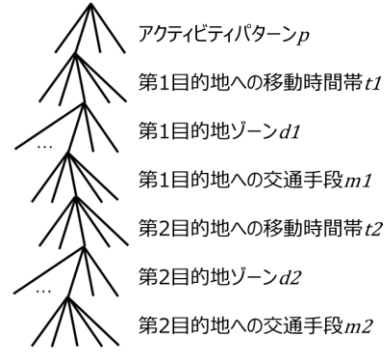 アクティビティパターンp
第1目的地への移動時間帯t1
第1目的地ゾーンd1
...
第1目的地への交通手段m1
第2目的地への移動時間帯t2
第2目的地ゾーンd2
...
第2目的地への交通手段m2